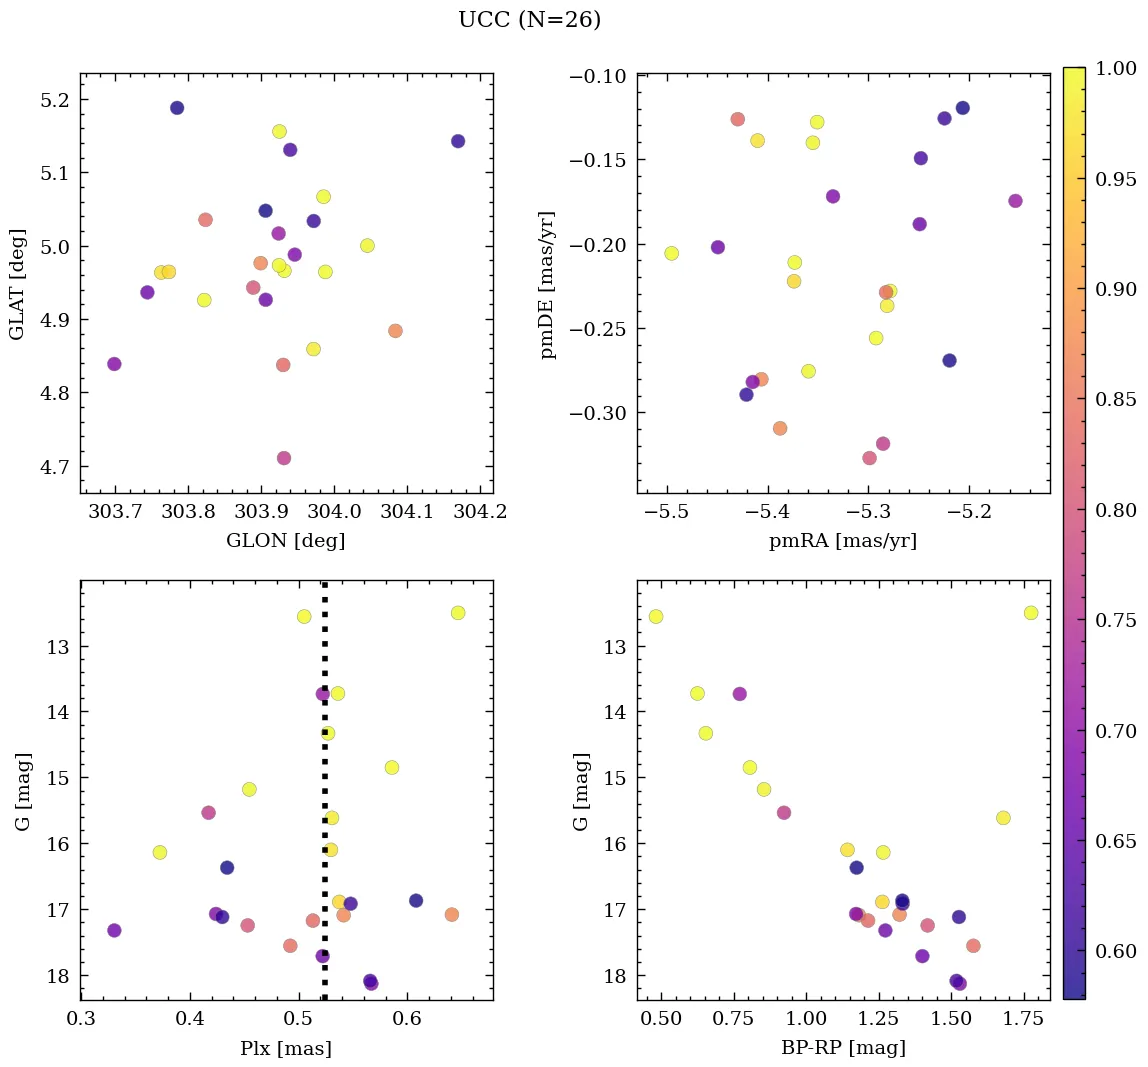 UCC (N=26)
5.2
5.1
5.0
4.9
4.8
4.7
GLAT [deg]
303.7 303.8 303.9 304.0 304.1 304.2
GLON [deg]
−0.10
−0.15
−0.20
−0.25
−0.30
pmDE [mas/yr]
−5.5 −5.4 −5.3 −5.2
pmRA [mas/yr]
13
14
15
16
17
18
G [mag]
0.3 0.4 0.5 0.6
Plx [mas]
13
14
15
16
17
18
G [mag]
0.50 0.75 1.00 1.25 1.50 1.75
BP-RP [mag]
1.00
0.95
0.90
0.85
0.80
0.75
0.70
0.65
0.60